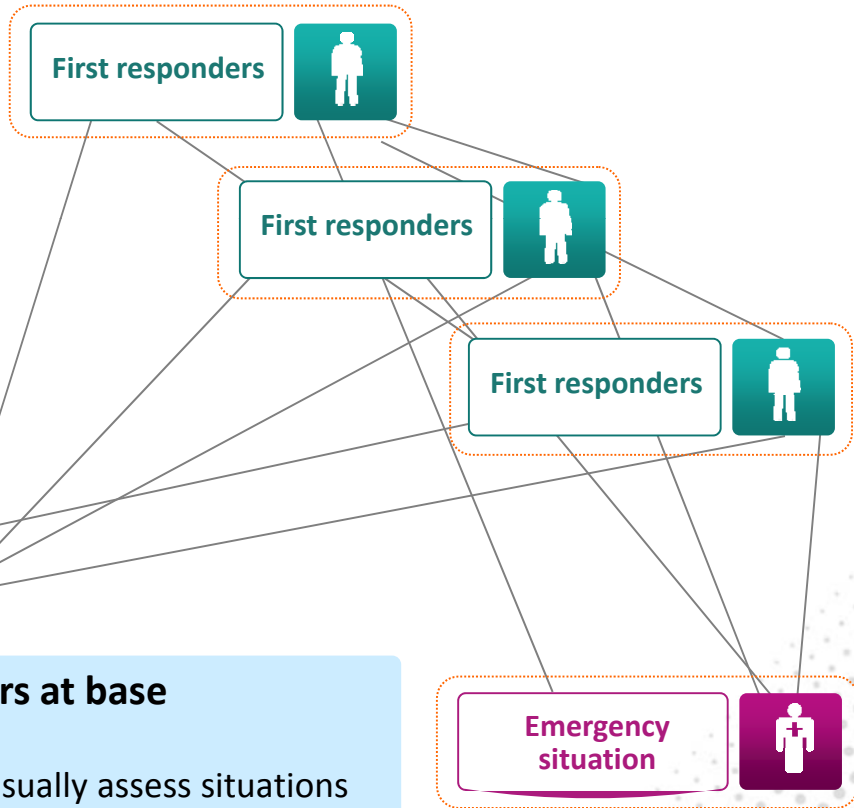 First responders
First responders
First responders
rs at base
sually assess situations
Emergency
situation